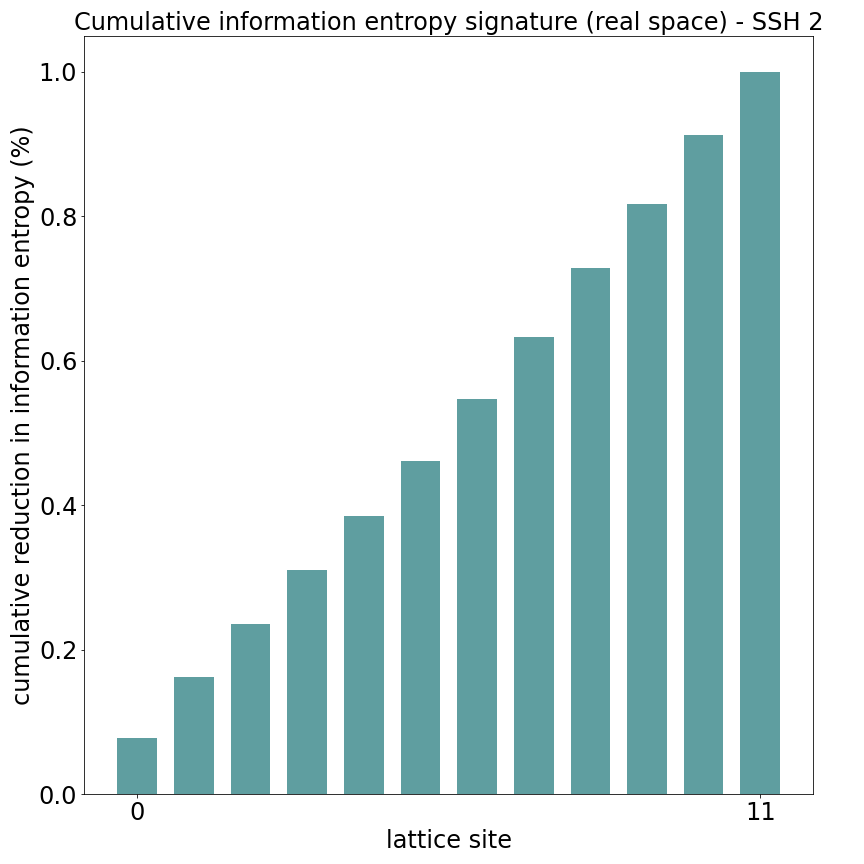 Cumulative information entropy signature (real space) - SSH 2
cumulative reduction in information entropy (%)
1.0
0.8
0.6
0.4
0.2
0.0
0
11
lattice site